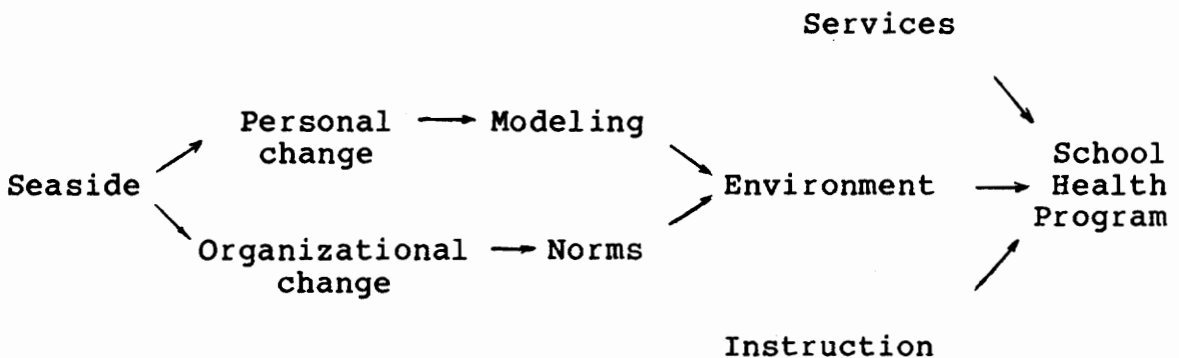 Services
Personal
change
Modeling
Seaside
Organizational
change
Norms
Environment
School
Health
Program
Instruction